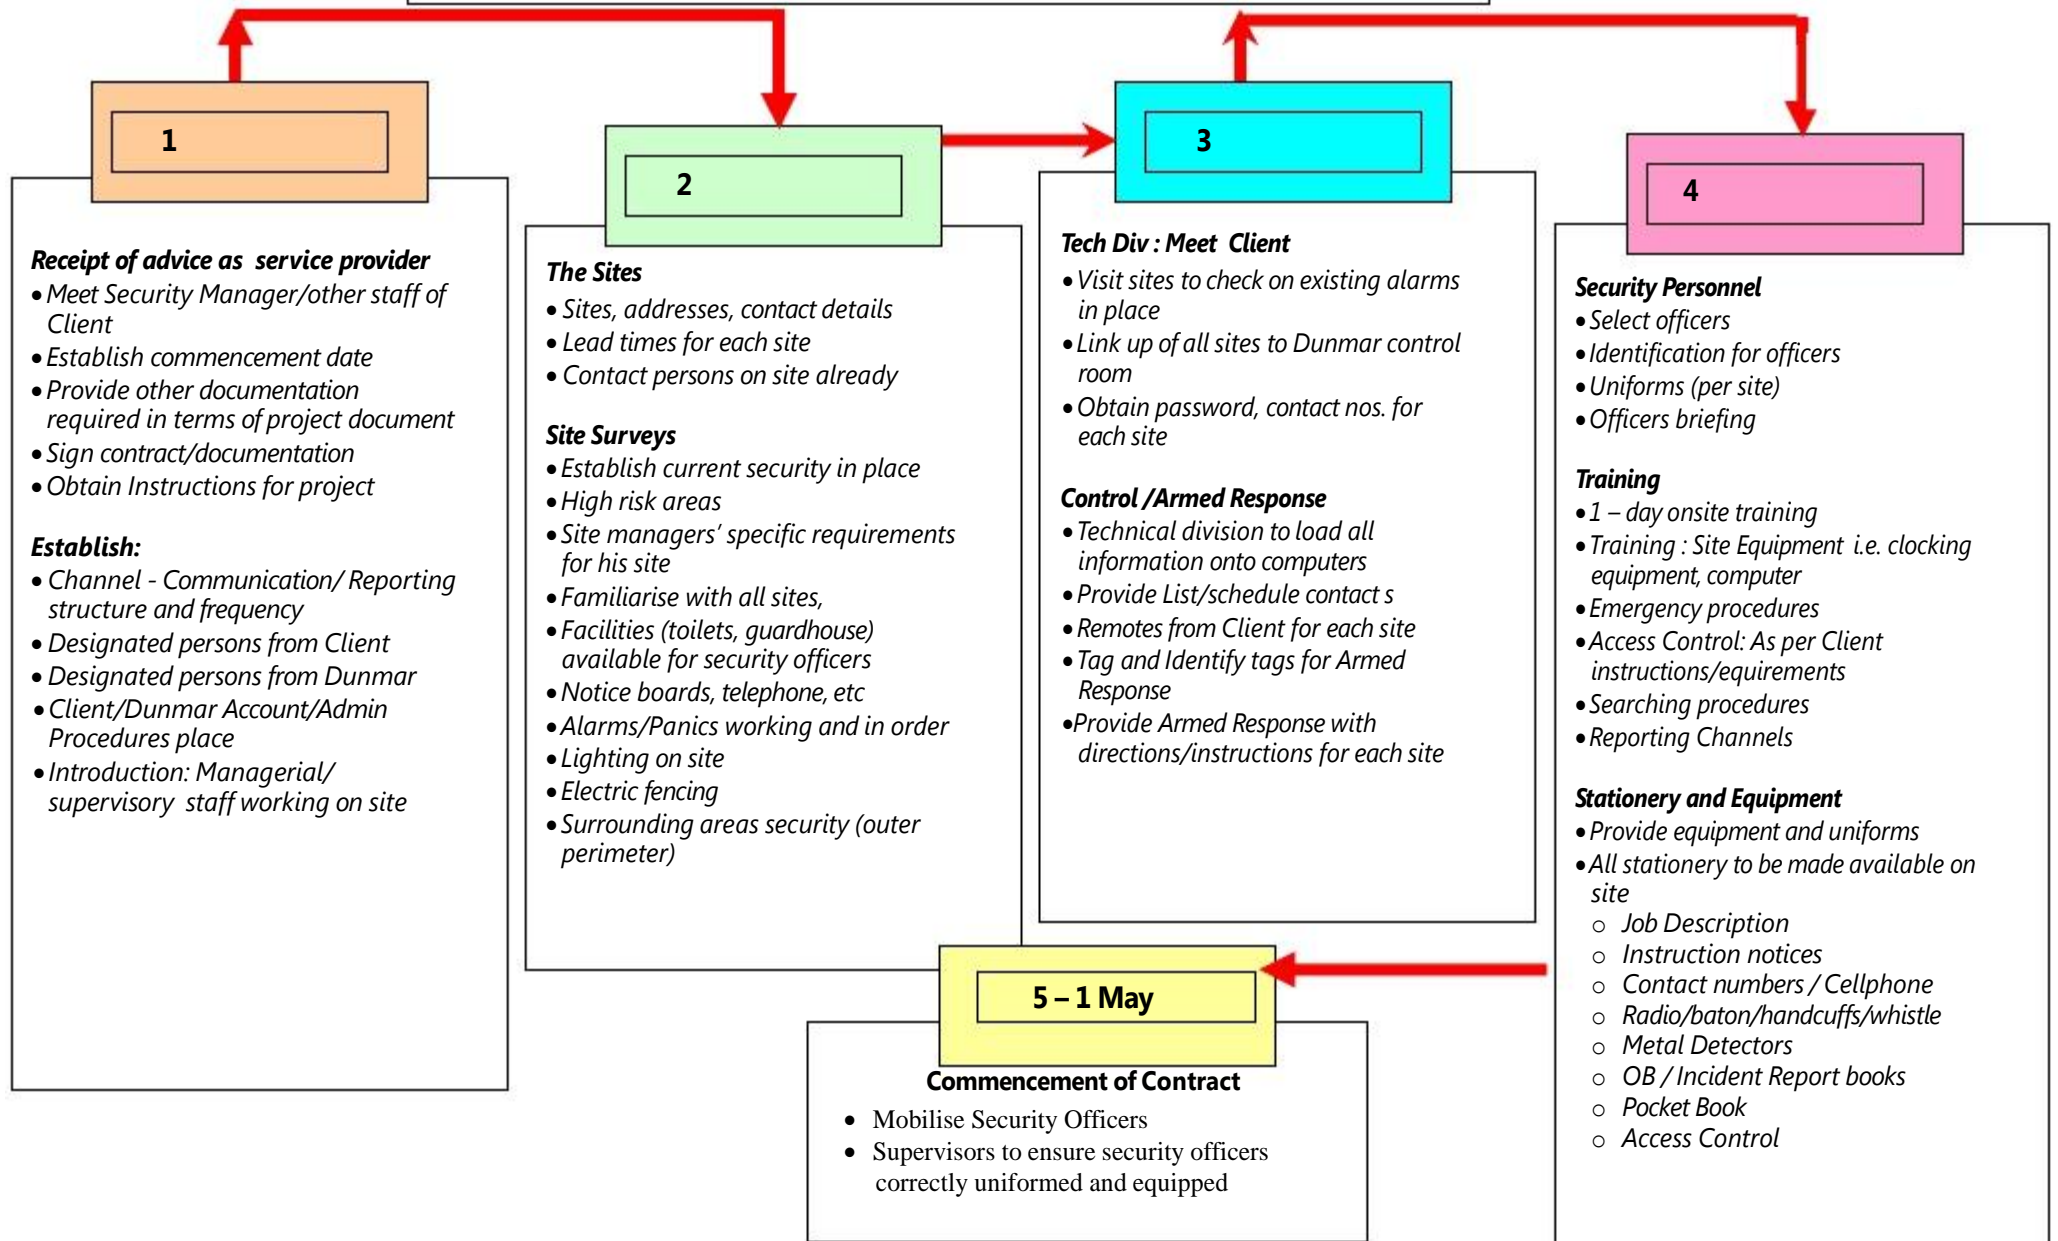 1
Receipt of advice as service provider
• Meet Security Manager/other staff of
Client
• Establish commencement date
• Provide other documentation
required in terms of project document
• Sign contract/documentation
• Obtain Instructions for project
Establish:
• Channel - Communication/ Reporting
structure and frequency
• Designated persons from Client
• Designated persons from Dunmar
• Client/Dunmar Account/Admin
Procedures place
• Introduction: Managerial/
supervisory staff working on site
2
The Sites
• Sites, addresses, contact details
• Lead times for each site
• Contact persons on site already
Site Surveys
• Establish current security in place
• High risk areas
• Site managers’ specific requirements
for his site
• Familiarise with all sites,
• Facilities (toilets, guardhouse)
available for security officers
• Notice boards, telephone, etc
• Alarms/Panics working and in order
• Lighting on site
• Electric fencing
• Surrounding areas security (outer
perimeter)
3
Tech Div : Meet Client
• Visit sites to check on existing alarms
in place
• Link up of all sites to Dunmar control
room
• Obtain password, contact nos. for
each site
Control /Armed Response
• Technical division to load all
information onto computers
• Provide List/schedule contact s
• Remotes from Client for each site
• Tag and Identify tags for Armed
Response
• Provide Armed Response with
directions/instructions for each site
4
Security Personnel
• Select officers
• Identification for officers
• Uniforms (per site)
• Officers briefing
Training
• 1 – day onsite training
• Training : Site Equipment i.e. clocking
equipment, computer
• Emergency procedures
• Access Control: As per Client
instructions/equirements
• Searching procedures
• Reporting Channels
Stationery and Equipment
• Provide equipment and uniforms
• All stationery to be made available on
site
○ Job Description
○ Instruction notices
○ Contact numbers / Cellphone
○ Radio/baton/handcuffs/whistle
○ Metal Detectors
○ OB / Incident Report books
○ Pocket Book
○ Access Control
5 – 1 May
Commencement of Contract
• Mobilise Security Officers
• Supervisors to ensure security officers
correctly uniformed and equipped